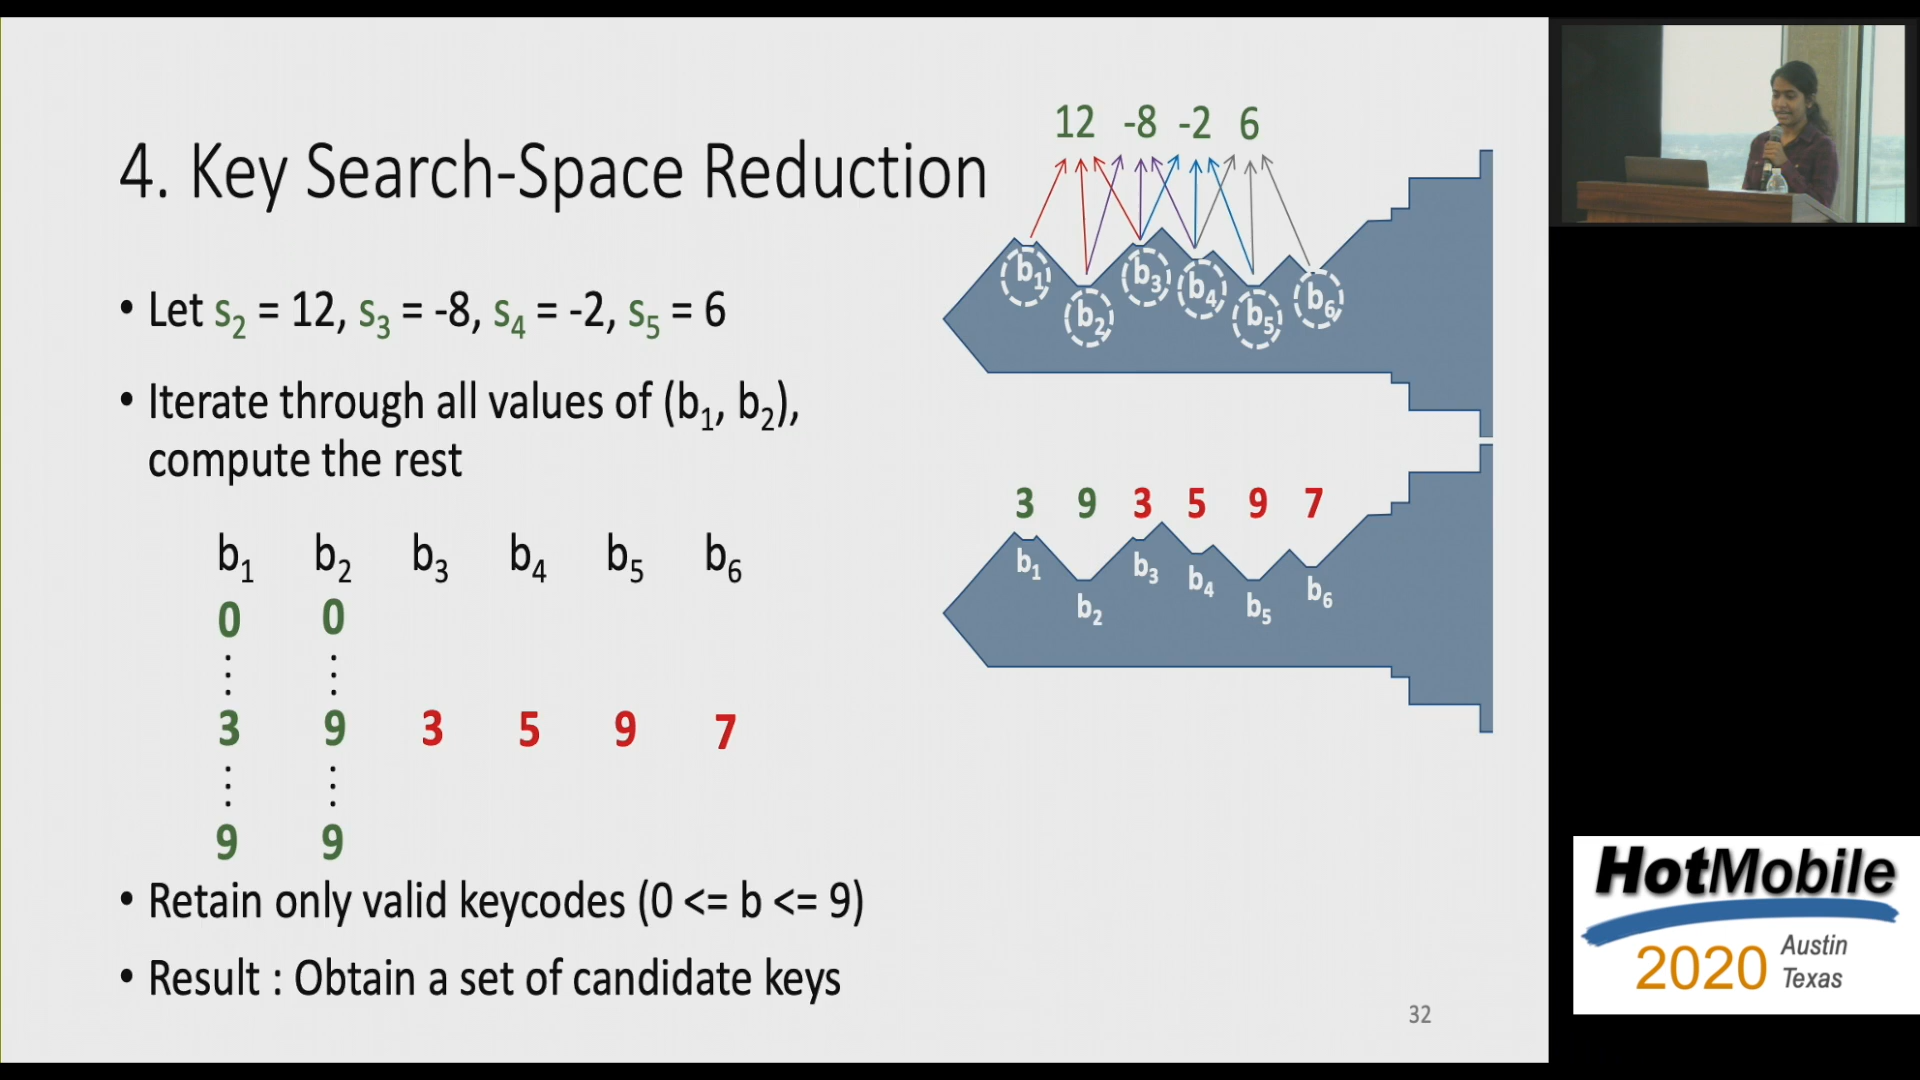 4. Key Search-Space Reduction
• Let s2 = 12, s3 = -8, s4 = -2, s5 = 6
• Iterate through all values of (b1, b2),
compute the rest
b1 b2 b3 b4 b5 b6
0 0
3 9 3 5 9 7
9 9
• Retain only valid keycodes (0 <= b <= 9)
• Result : Obtain a set of candidate keys
12 -8 -2 6
b1 b2 b3 b4 b5 b6
3 9 3 5 9 7
b1 b2 b3 b4 b5 b6
32
HotMobile
2020 Austin
Texas